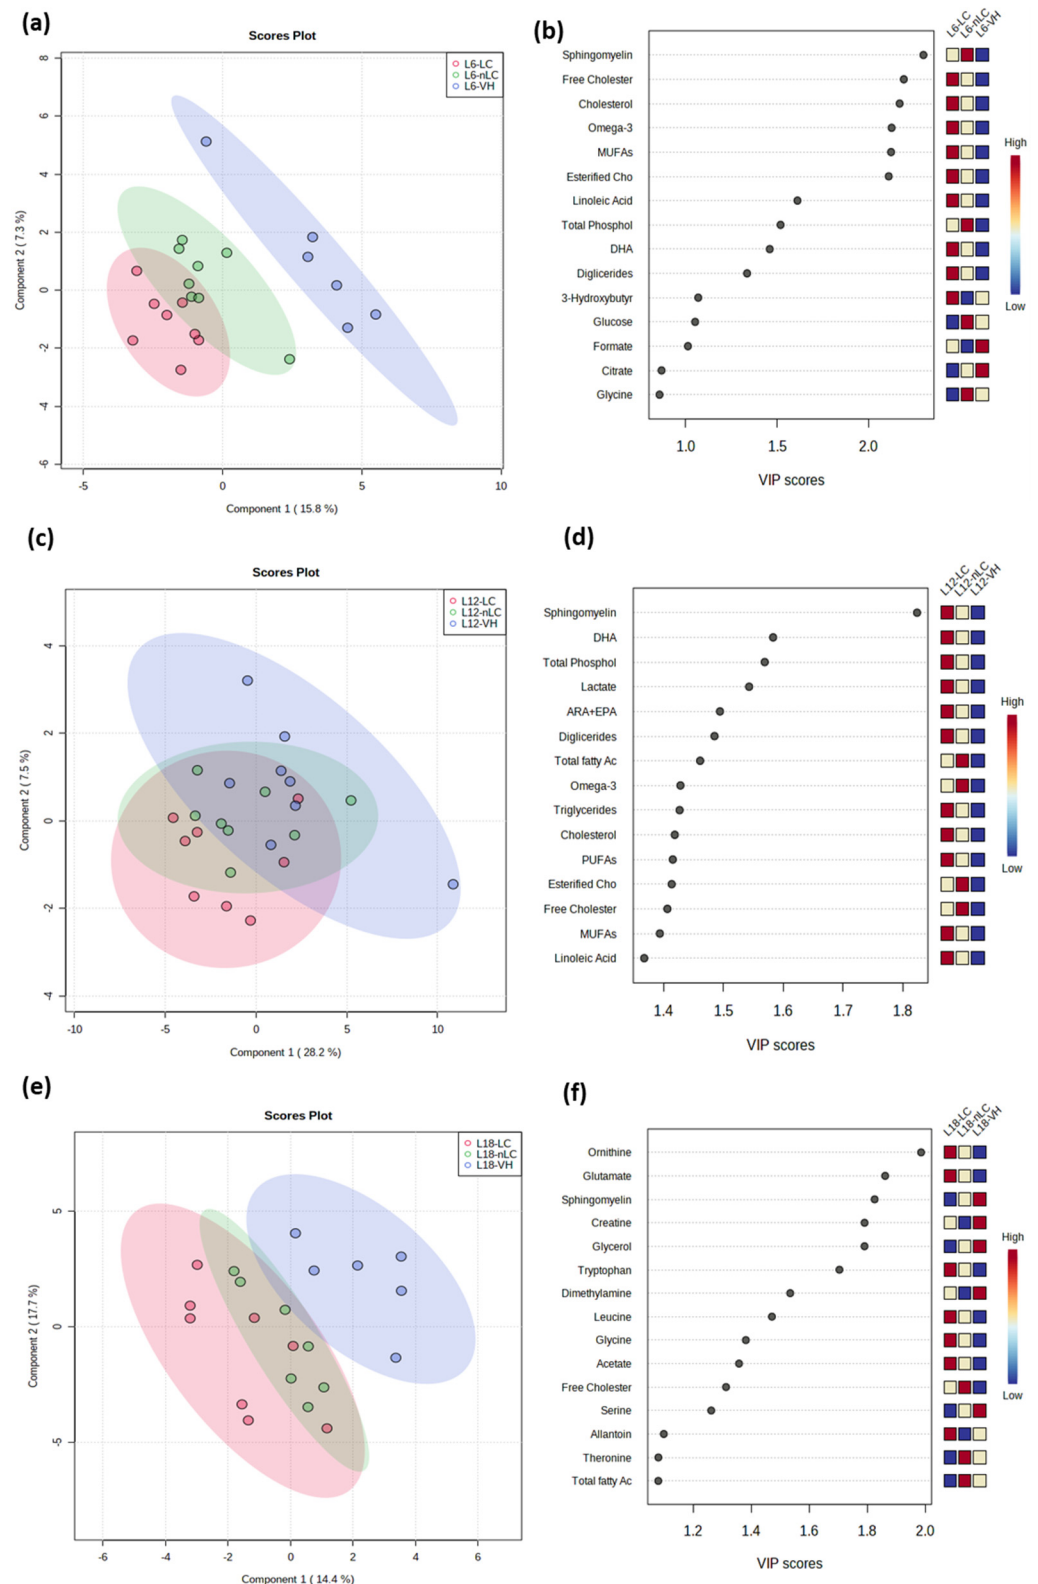 (a)
Scores Plot
L6-LC
L6-nLC
L6-VH
Component 2 ( 7.3 %)
8
6
4
2
0
-2
-4
-6
-5
0
5
10
Component 1 ( 15.8 %)
(b)
L6-LC
L6-nLC
L6-VH
Sphingomyelin
Free Cholester
Cholesterol
Omega-3
MUFAs
Esterified Cho
Linoleic Acid
Total Phosphol
DHA
Diglicerides
3-Hydroxybutyr
Glucose
Formate
Citrate
Glycine
High
Low
1.0
1.5
2.0
VIP scores
(c)
Scores Plot
L12-LC
L12-nLC
L12-VH
Component 2 ( 7.5 %)
4
2
0
-2
-4
-10
-5
0
5
10
Component 1 ( 28.2 %)
(d)
L12-LC
L12-nLC
L12-VH
Sphingomyelin
DHA
Total Phosphol
Lactate
ARA+EPA
Diglicerides
Total fatty Ac
Omega-3
Triglycerides
Cholesterol
PUFAs
Esterified Cho
Free Cholester
MUFAs
Linoleic Acid
High
Low
1.4
1.5
1.6
1.7
1.8
VIP scores
(e)
Scores Plot
L18-LC
L18-nLC
L18-VH
Component 2 ( 17.7 %)
5
0
-5
-6
-4
-2
0
2
4
6
Component 1 ( 14.4 %)
(f)
L18-LC
L18-nLC
L18-VH
Ornithine
Glutamate
Sphingomyelin
Creatine
Glycerol
Tryptophan
Dimethylamine
Leucine
Glycine
Acetate
Free Cholester
Serine
Allantoin
Theronine
Total fatty Ac
High
Low
1.2
1.4
1.6
1.8
2.0
VIP scores